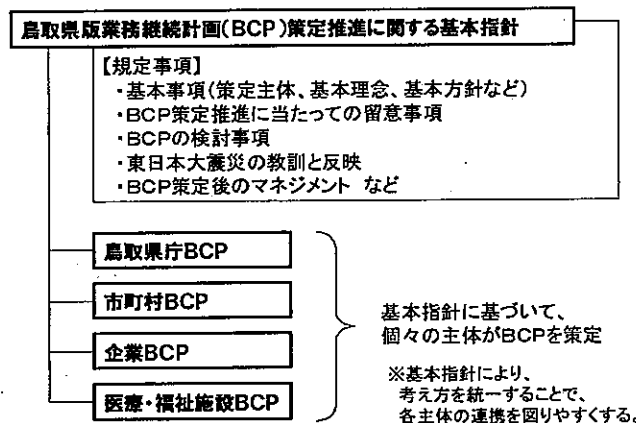 鳥取県版業務継続計画(BCP)策定推進に関する基本指針
【規定事項】
・基本事項(策定主体、基本理念、基本方針など)
・BCP策定推進に当たっての留意事項
・BCPの検討事項
・東日本大震災の教訓と反映
・BCP策定後のマネジメント など
鳥取県庁BCP
市町村BCP
企業BCP
医療・福祉施設BCP
基本指針に基づいて、
個々の主体がBCPを策定
※基本指針により、
考え方を統一することで、
各主体の連携を図りやすくする。